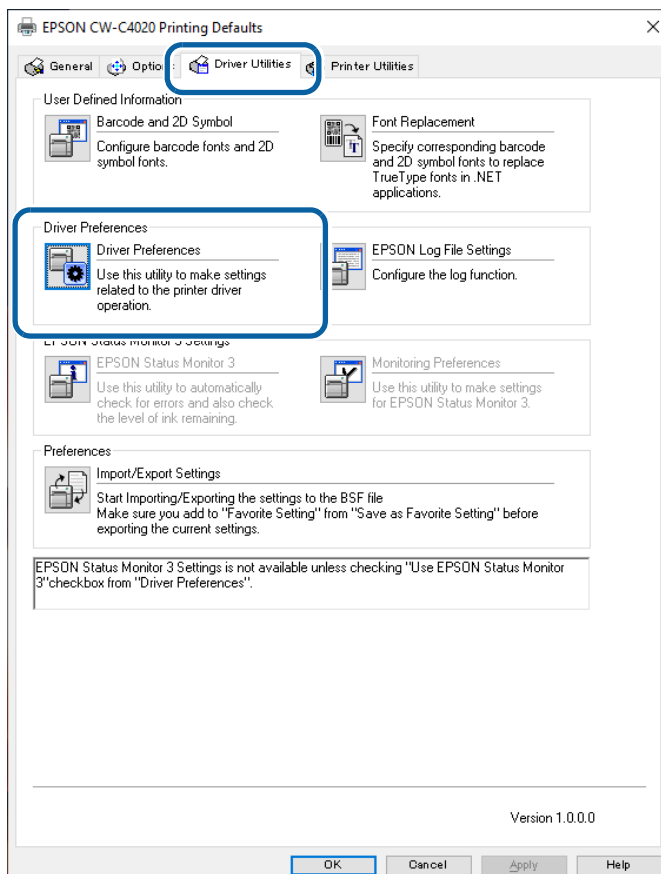 EPSON CW-C4020 Printing Defaults
General
Option
Driver Utilities
Printer Utilities
User Defined Information
Barcode and 2D Symbol
Configure barcode fonts and 2D
symbol fonts.
Font Replacement
Specify corresponding barcode
and 2D symbol fonts to replace
TrueType fonts in .NET
applications.
Driver Preferences
Driver Preferences
Use this utility to make settings
related to the printer driver
operation.
EPSON Log File Settings
Configure the log function.
EPSON Status Monitor 3 Settings
EPSON Status Monitor 3
Use this utility to automatically
check for errors and also check
the level of ink remaining.
Monitoring Preferences
Use this utility to make settings
for EPSON Status Monitor 3.
Preferences
Import/Export Settings
Start Importing/Exporting the settings to the BSF file
Make sure you add to "Favorite Setting" from "Save as Favorite Setting" before
exporting the current settings.
EPSON Status Monitor 3 Settings is not available unless checking "Use EPSON Status Monitor
3"checkbox from "Driver Preferences".
Version 1.0.0.0
OK
Cancel
Apply
Help